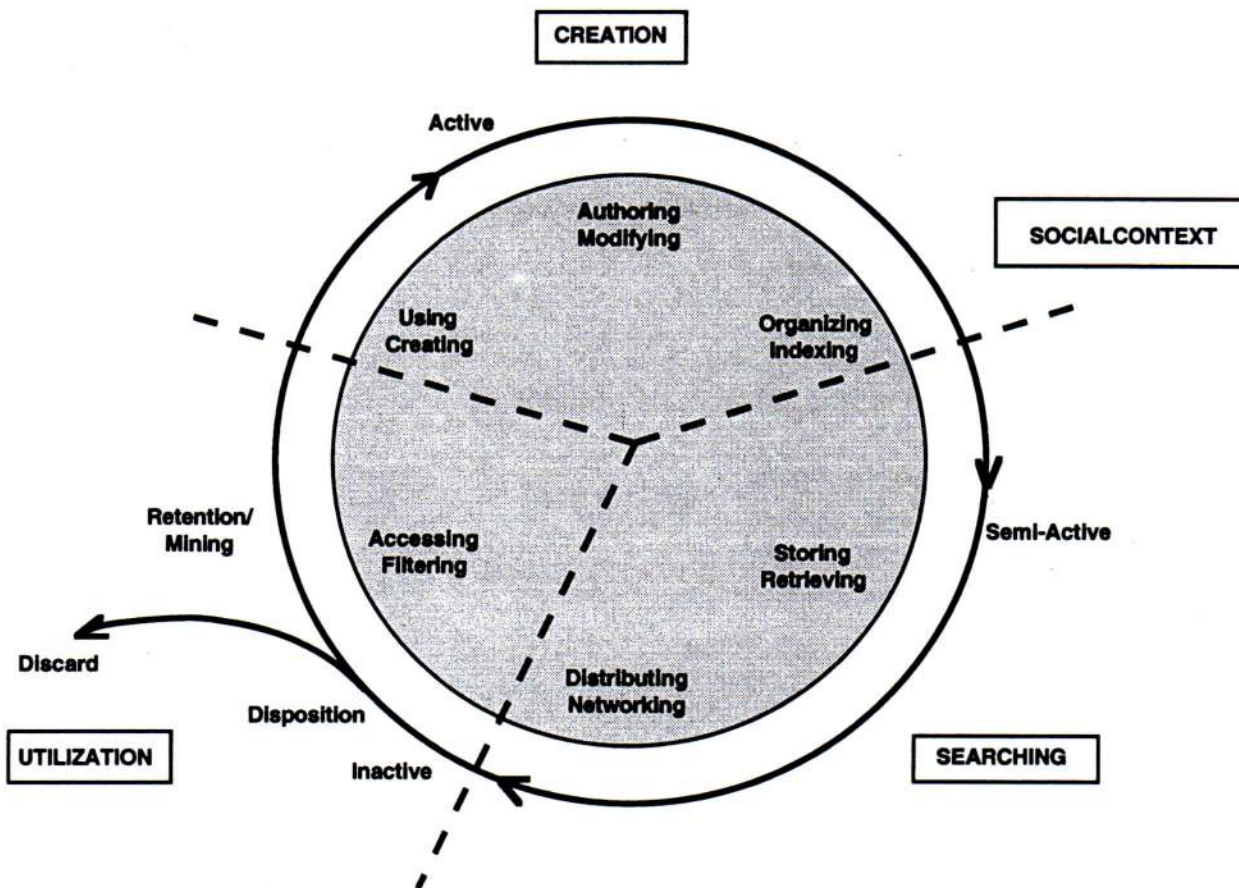 CREATION
Active
Authoring
Modifying
SOCIALCONTEXT
Using
Creating
Organizing
Indexing
Retention/
Mining
Accessing
Filtering
Storing
Retrieving
Semi-Active
Discard
Distributing
Networking
Disposition
UTILIZATION
Inactive
SEARCHING